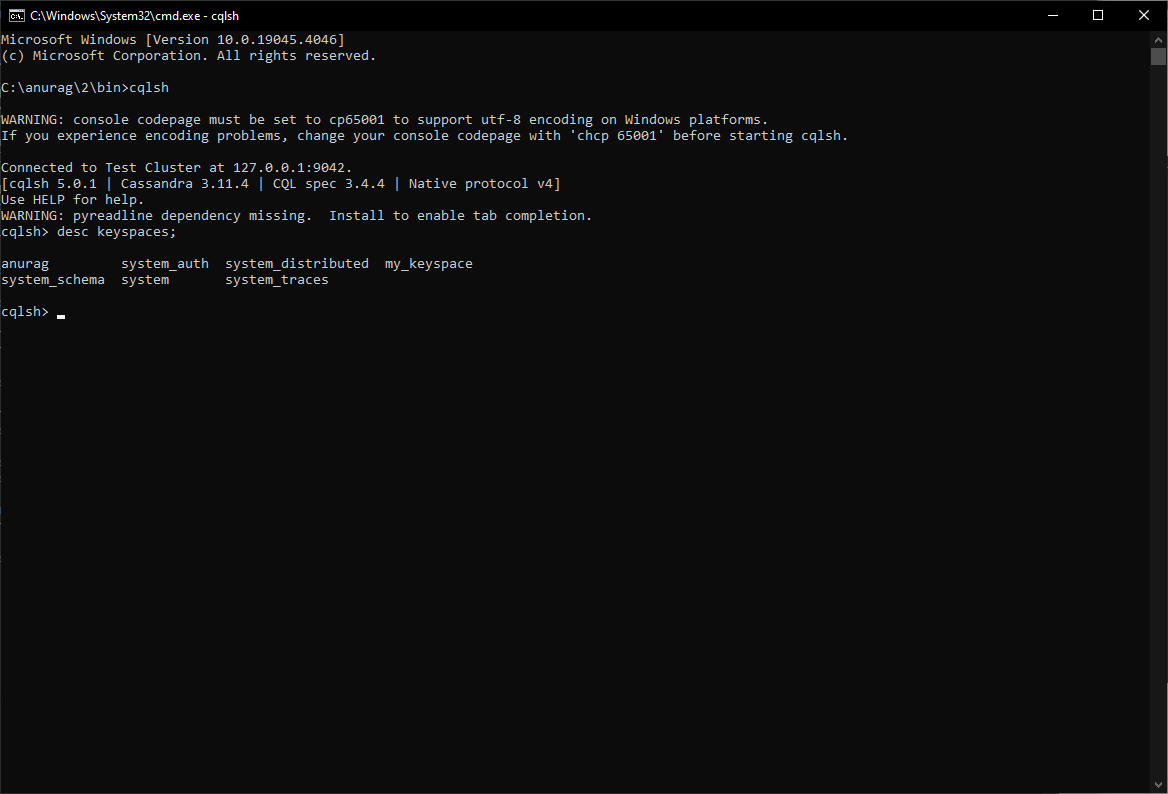 C:\Windows\System32\cmd.exe - cqlsh
Microsoft Windows [Version 10.0.19045.4046]
(c) Microsoft Corporation. All rights reserved.
C:\anurag\2\bin>cqlsh
WARNING: console codepage must be set to cp65001 to support utf-8 encoding on Windows platforms.
If you experience encoding problems, change your console codepage with 'chcp 65001' before starting cqlsh.
Connected to Test Cluster at 127.0.0.1:9042.
[cqlsh 5.0.1 | Cassandra 3.11.4 | CQL spec 3.4.4 | Native protocol v4]
Use HELP for help.
WARNING: pyreadline dependency missing.  Install to enable tab completion.
cqlsh> desc keyspaces;
anurag         system_auth  system_distributed  my_keyspace
system_schema  system       system_traces
cqlsh>